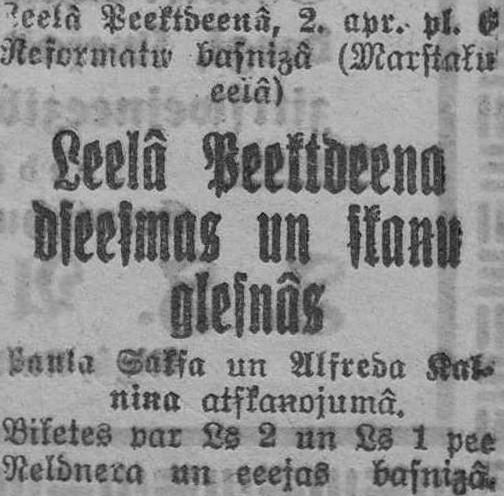 Leelâ Peektdeenâ, 2. apr. pl. 6
Reformatu baſnizâ (Marſtaļu
eelâ)
Leelâ Peektdeena
dſeeſmas un ſkaņu
gleſnâs
Paula Sakſa un Alfreda Kal-
niņa atſkaņojumâ.
Biļetes par Ls 2 un Ls 1 pee
Neldnera un eeejas baſnizâ.